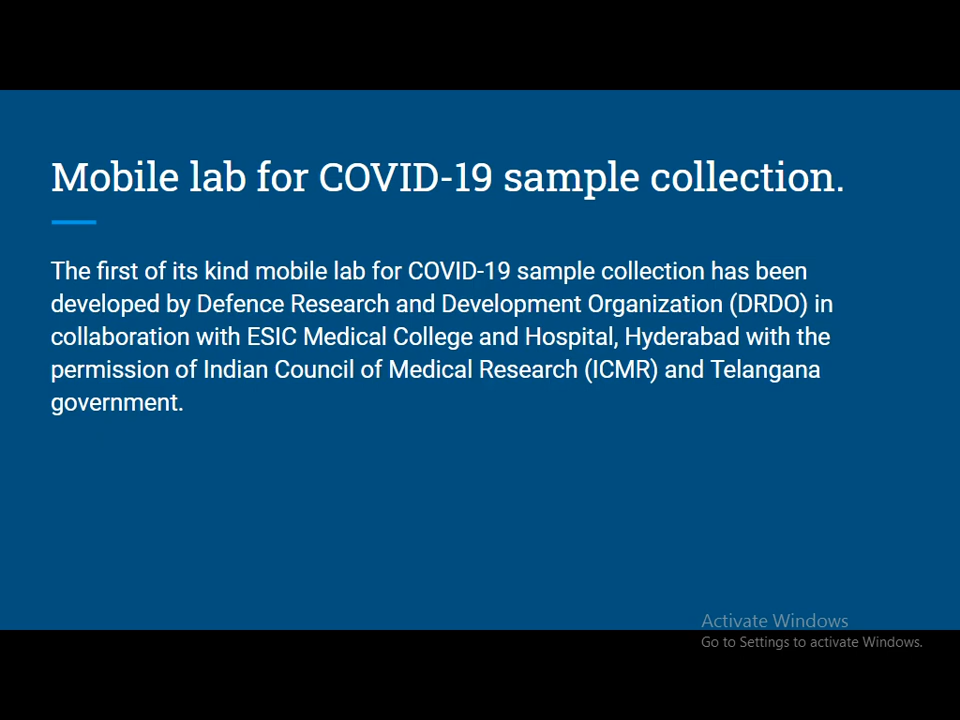 Mobile lab for COVID-19 sample collection.
The first of its kind mobile lab for COVID-19 sample collection has been
developed by Defence Research and Development Organization (DRDO) in
collaboration with ESIC Medical College and Hospital, Hyderabad with the
permission of Indian Council of Medical Research (ICMR) and Telangana
government.
Activate Windows
Go to Settings to activate Windows.